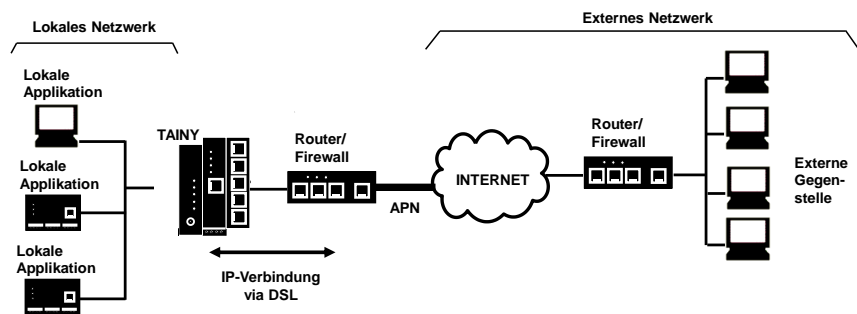 Lokales Netzwerk
Externes Netzwerk
Lokale
Applikation
TAINY
Router/
Firewall
Router/
Firewall
Lokale
Applikation
INTERNET
Externe
Gegen-
stelle
APN
Lokale
Applikation
IP-Verbindung
via DSL